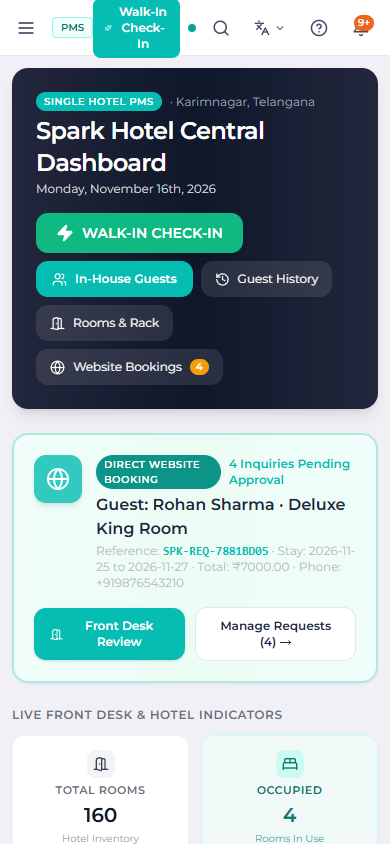 PMS
Walk-In
Check-
In
9+
SINGLE HOTEL PMS · Karimnagar, Telangana
Spark Hotel Central
Dashboard
Monday, November 16th, 2026
WALK-IN CHECK-IN
In-House Guests
Guest History
Rooms & Rack
Website Bookings 4
DIRECT WEBSITE
BOOKING
4 Inquiries Pending
Approval
Guest: Rohan Sharma · Deluxe
King Room
Reference: SPK-REQ-7881BD05 · Stay: 2026-11-
25 to 2026-11-27 · Total: ₹7000.00 · Phone:
+919876543210
Front Desk
Review
Manage Requests
(4) →
LIVE FRONT DESK & HOTEL INDICATORS
TOTAL ROOMS
160
Hotel Inventory
OCCUPIED
4
Rooms In Use